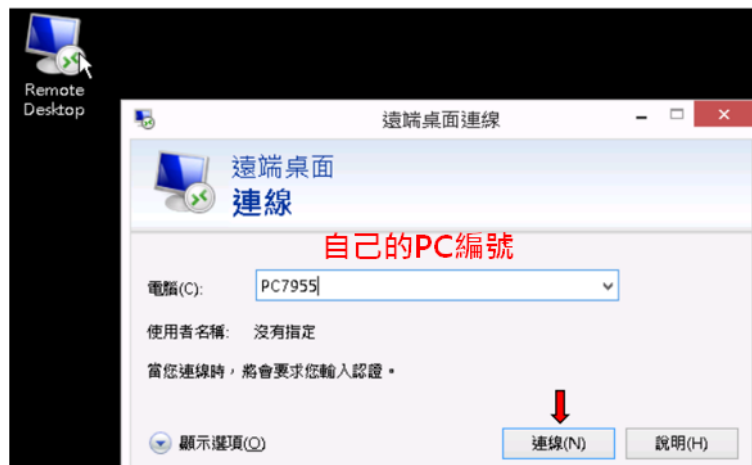 Remote
Desktop
遠端桌面連線
遠端桌面
連線
自己的PC編號
電腦(C):
PC7955
使用者名稱:
沒有指定
當您連線時，將會要求您輸入認證。
顯示選項(O)
連線(N)
說明(H)